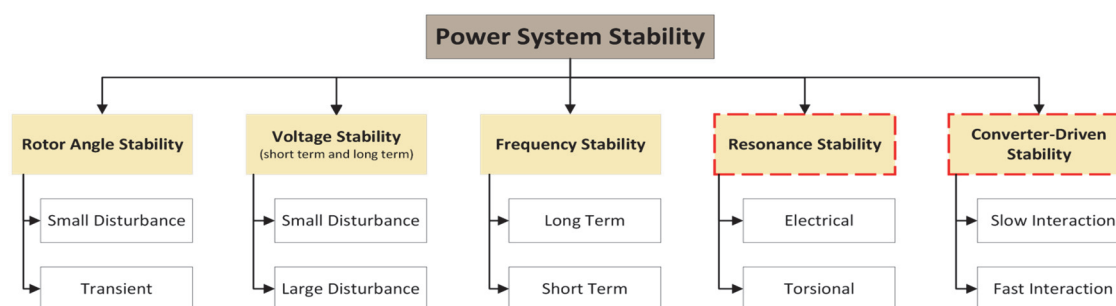 Power System Stability
Rotor Angle Stability
Small Disturbance
Transient
Voltage Stability
(short term and long term)
Small Disturbance
Large Disturbance
Frequency Stability
Long Term
Short Term
Resonance Stability
Electrical
Torsional
Converter-Driven
Stability
Slow Interaction
Fast Interaction